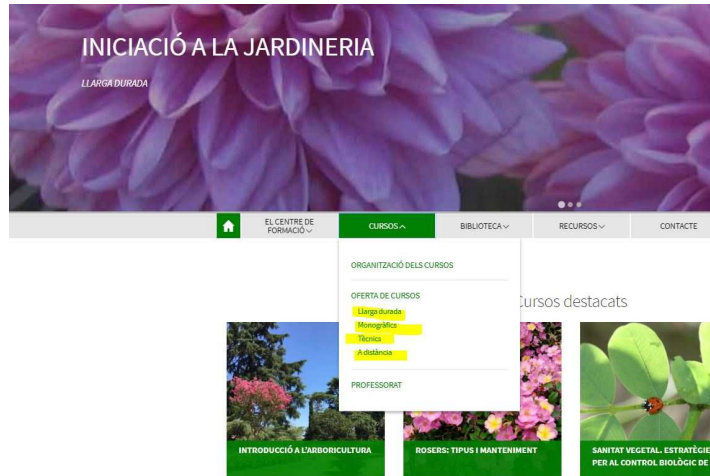 INICIACIÓ A LA JARDINERIA
LLARGA DURADA
EL CENTRE DE
FORMACIÓ
CURSOS
BIBLIOTECA
RECURSOS
CONTACTE
ORGANITZACIÓ DELS CURSOS
OFERTA DE CURSOS
Llarga durada
Monogràfics
Tècnics
A distància
PROFESSORAT
Cursos destacats
INTRODUCCIÓ A L'ARBORICULTURA
ROSERS: TIPUS I MANTENIMENT
SANITAT VEGETAL. ESTRATÈGIE
PER AL CONTROL BIOLÒGIC DE